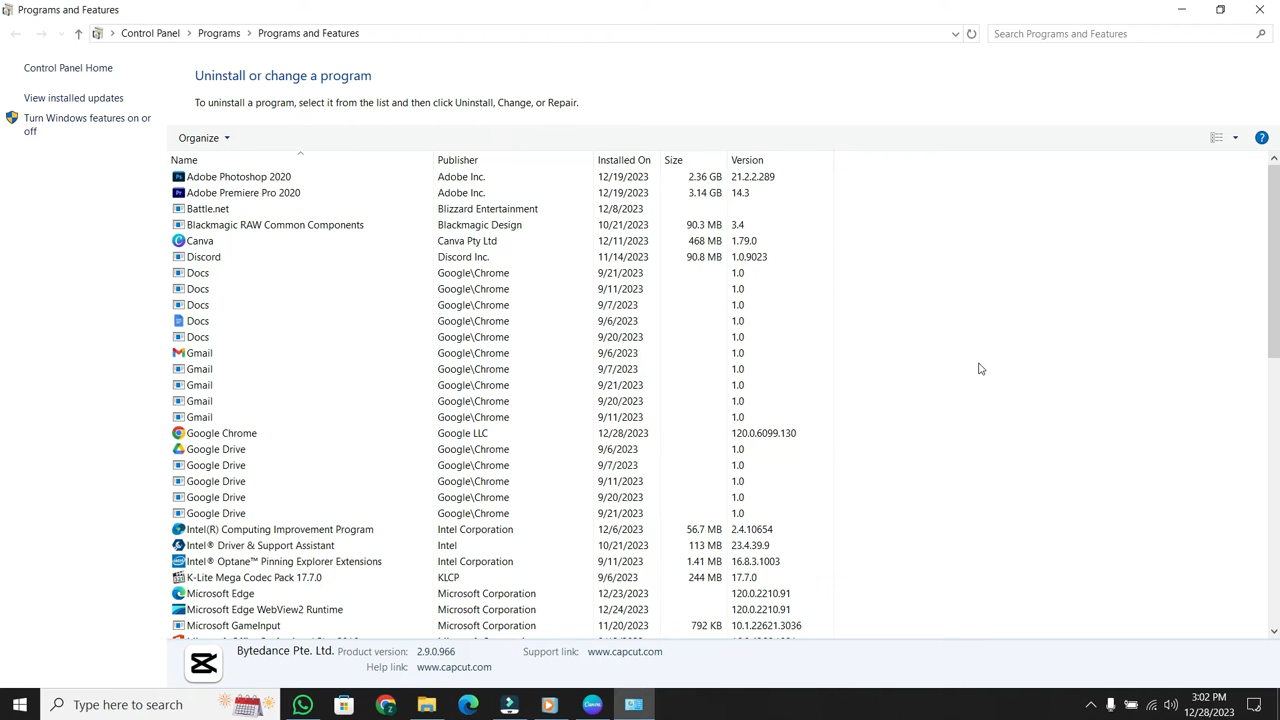 Programs and Features
Control Panel > Programs > Programs and Features
Search Programs and Features
Control Panel Home
View installed updates
Turn Windows features on or
off
Uninstall or change a program
To uninstall a program, select it from the list and then click Uninstall, Change, or Repair.
Organize
Name Publisher Installed On Size Version
Adobe Photoshop 2020 Adobe Inc. 12/19/2023 2.36 GB 21.2.2.289
Adobe Premiere Pro 2020 Adobe Inc. 12/19/2023 3.14 GB 14.3
Battle.net Blizzard Entertainment 12/8/2023
Blackmagic RAW Common Components Blackmagic Design 10/21/2023 90.3 MB 3.4
Canva Canva Pty Ltd 12/11/2023 468 MB 1.79.0
Discord Discord Inc. 11/14/2023 90.8 MB 1.0.9023
Docs Google\Chrome 9/21/2023 1.0
Docs Google\Chrome 9/11/2023 1.0
Docs Google\Chrome 9/7/2023 1.0
Docs Google\Chrome 9/6/2023 1.0
Docs Google\Chrome 9/20/2023 1.0
Gmail Google\Chrome 9/6/2023 1.0
Gmail Google\Chrome 9/7/2023 1.0
Gmail Google\Chrome 9/21/2023 1.0
Gmail Google\Chrome 9/20/2023 1.0
Gmail Google\Chrome 9/11/2023 1.0
Google Chrome Google LLC 12/28/2023 120.0.6099.130
Google Drive Google\Chrome 9/6/2023 1.0
Google Drive Google\Chrome 9/7/2023 1.0
Google Drive Google\Chrome 9/11/2023 1.0
Google Drive Google\Chrome 9/20/2023 1.0
Google Drive Google\Chrome 9/21/2023 1.0
Intel(R) Computing Improvement Program Intel Corporation 12/6/2023 56.7 MB 2.4.10654
Intel® Driver & Support Assistant Intel 10/21/2023 113 MB 23.4.39.9
Intel® Optane™ Pinning Explorer Extensions Intel Corporation 9/11/2023 1.41 MB 16.8.3.1003
K-Lite Mega Codec Pack 17.7.0 KLCP 9/6/2023 244 MB 17.7.0
Microsoft Edge Microsoft Corporation 12/23/2023 120.0.2210.91
Microsoft Edge WebView2 Runtime Microsoft Corporation 12/24/2023 120.0.2210.91
Microsoft GameInput Microsoft Corporation 11/20/2023 792 KB 10.1.22621.3036
Bytedance Pte. Ltd. Product version: 2.9.0.966 Support link: www.capcut.com
Help link: www.capcut.com
Type here to search
3:02 PM
12/28/2023